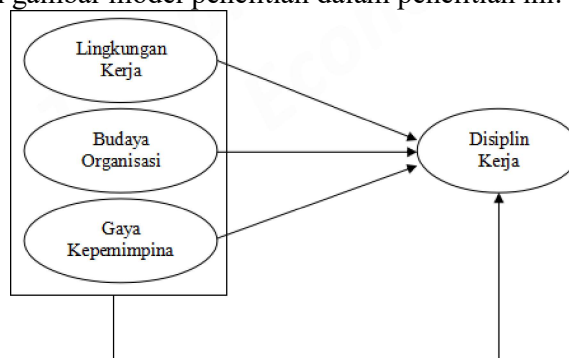 gambar model penelitian dalam penelitian ini:
Lingkungan
Kerja
Budaya
Organisasi
Gaya
Kepemimpina
Disiplin
Kerja